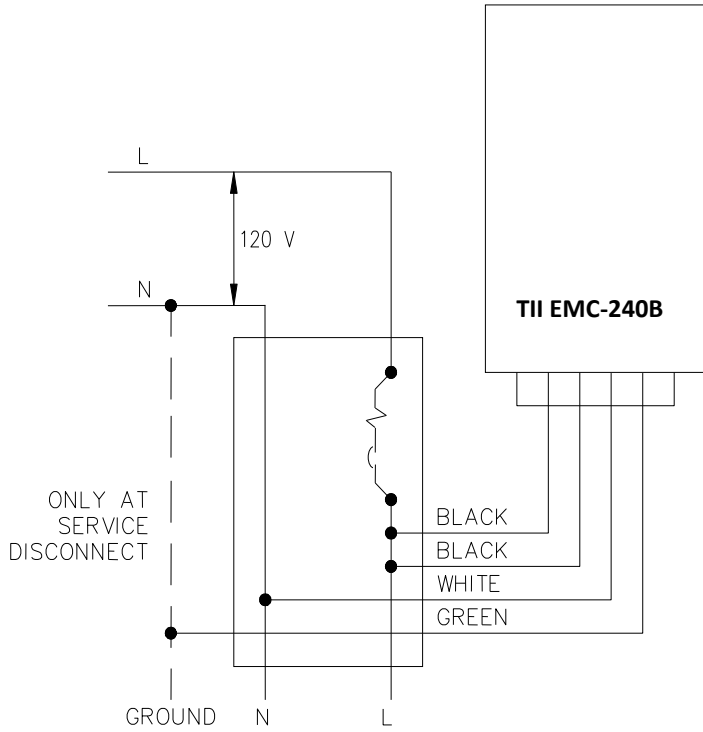 L
120 V
N
TII EMC-240B
ONLY AT
SERVICE
DISCONNECT
BLACK
BLACK
WHITE
GREEN
GROUND N L